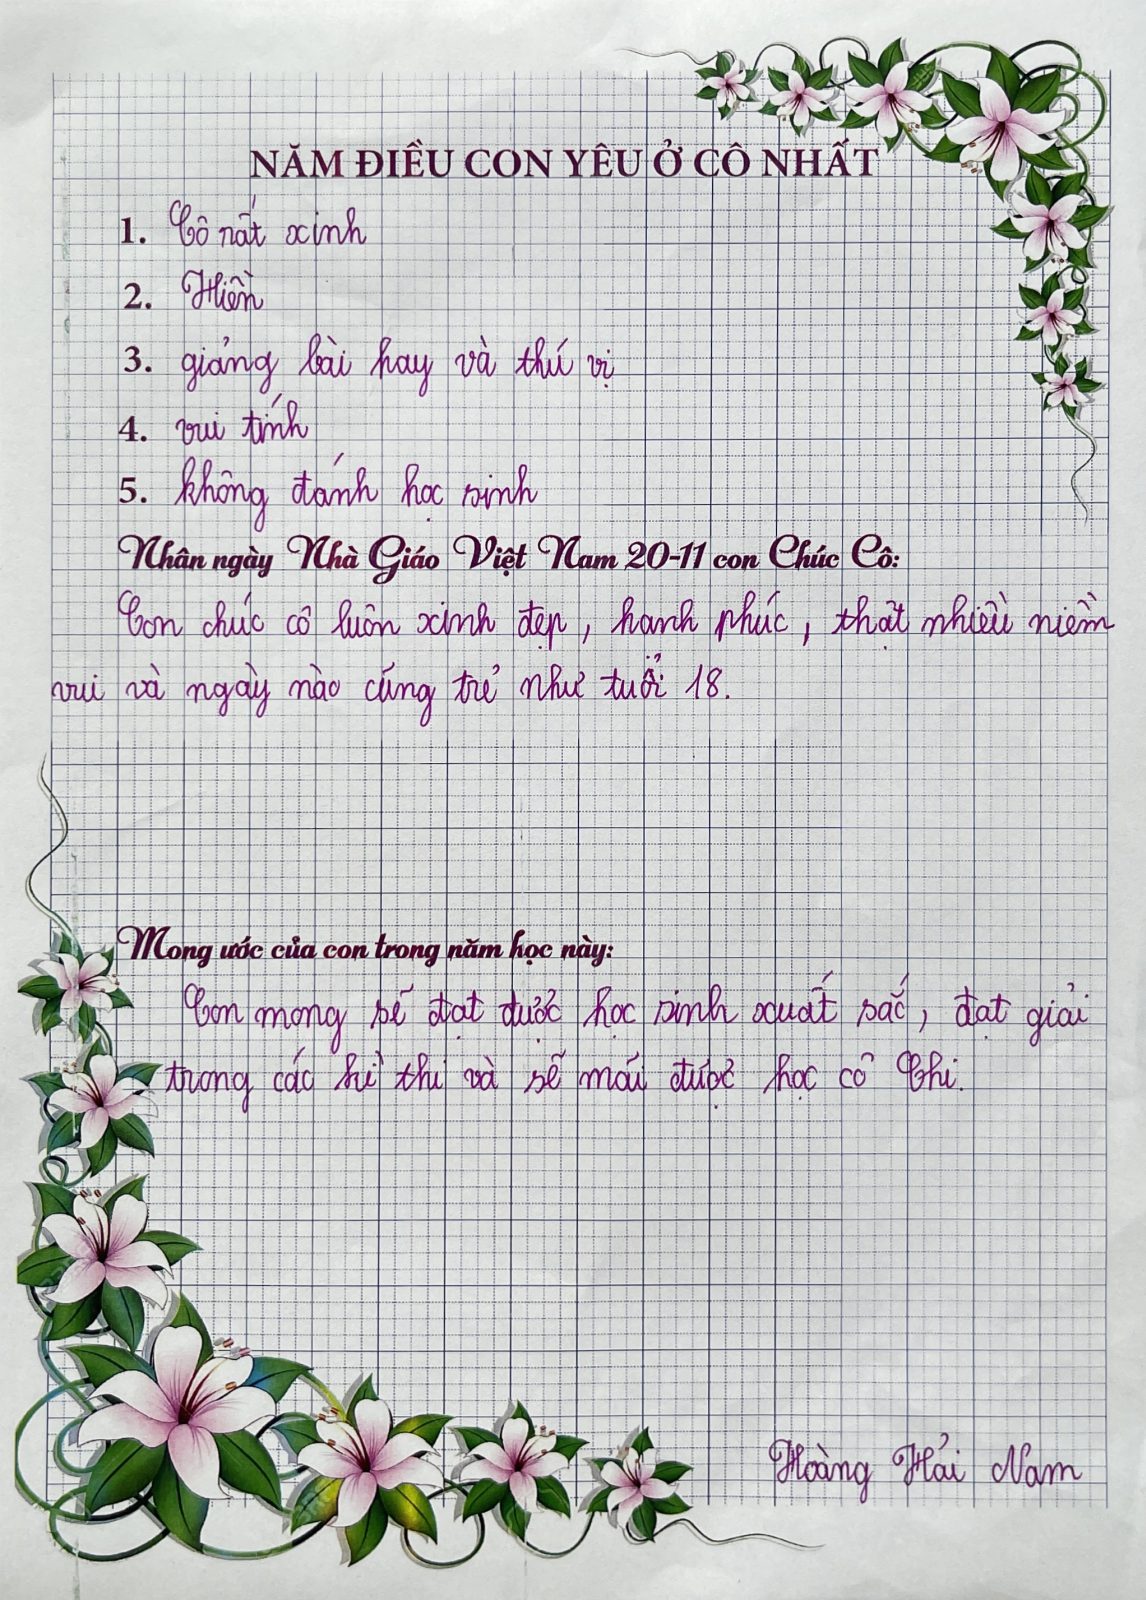 NĂM ĐIỀU CON YÊU Ở CÔ NHẤT
1. Cô rất xinh
2. Hiền
3. giảng bài hay và thú vị
4. vui tính
5. không đánh học sinh
Nhân ngày Nhà Giáo Việt Nam 20-11 con Chúc Cô:
Con chúc cô luôn xinh đẹp, hạnh phúc, thật nhiều niềm
vui và ngày nào cũng trẻ như tuổi 18.
Mong ước của con trong năm học này:
Con mong sẽ đạt được học sinh xuất sắc, đạt giải
trong các kì thi và sẽ mãi được học cô Chi.
Hoàng Hải Nam